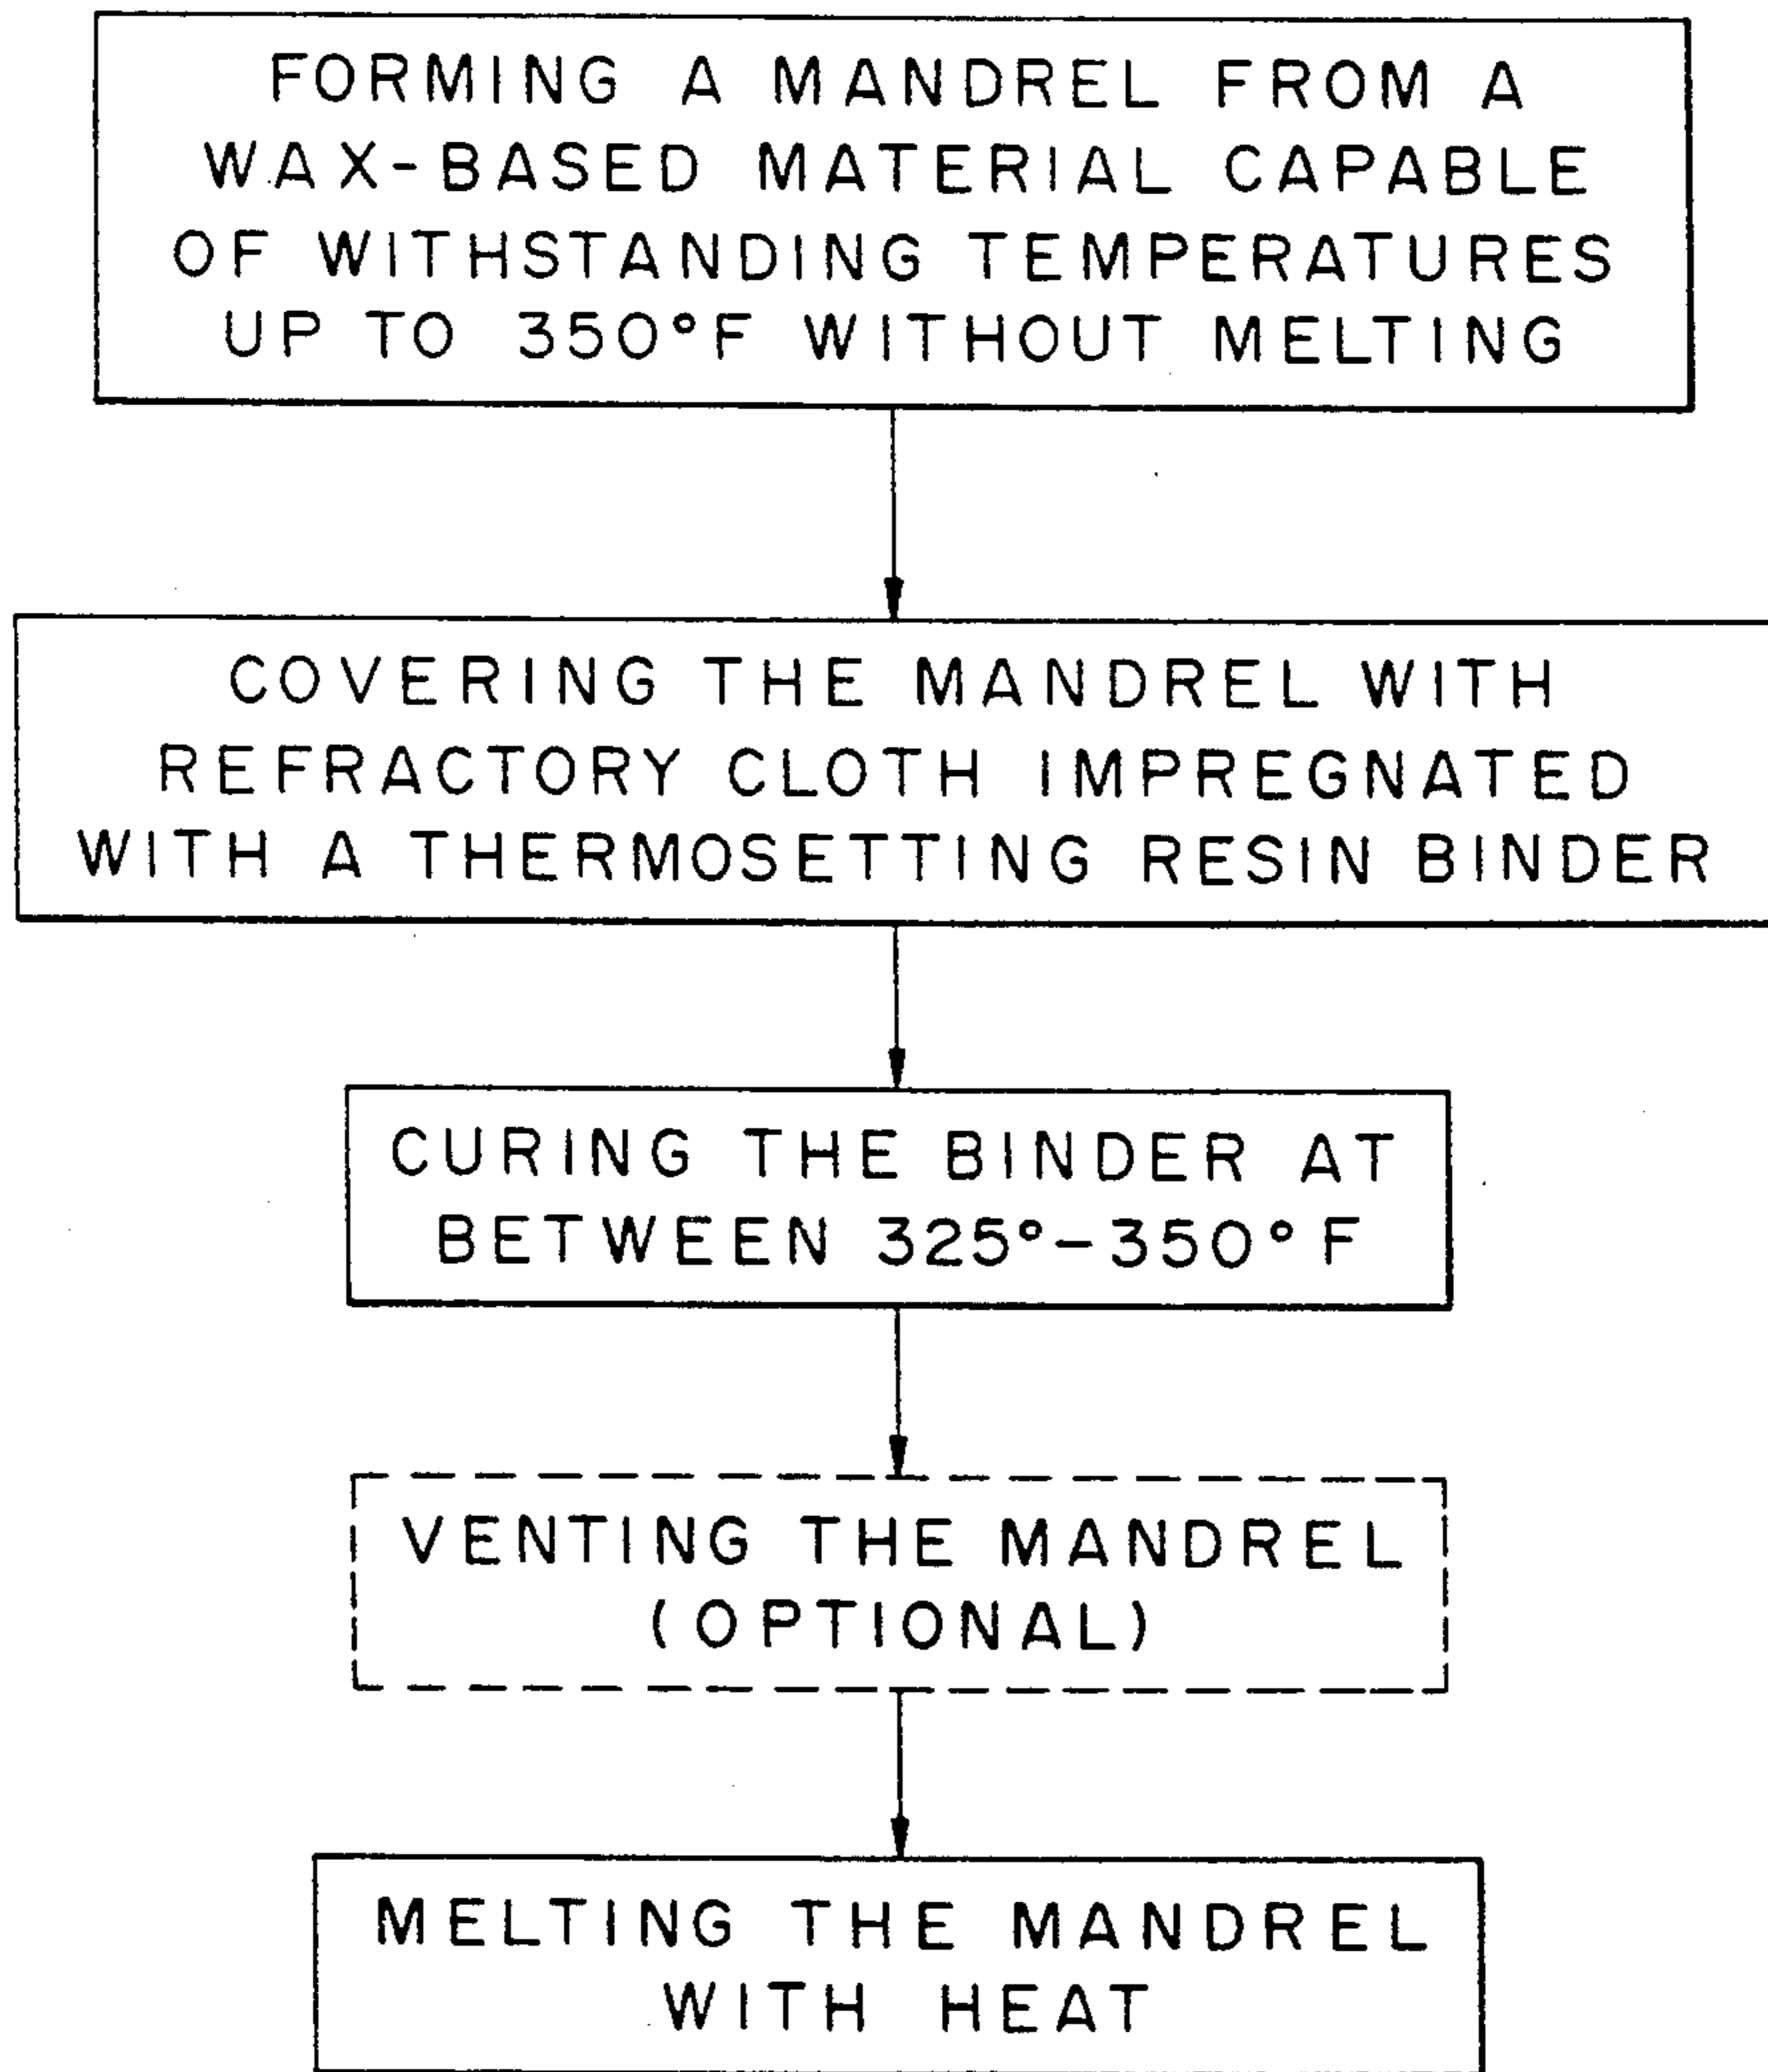 FORMING A MANDREL FROM A
WAX-BASED MATERIAL CAPABLE
OF WITHSTANDING TEMPERATURES
UP TO 350°F WITHOUT MELTING
COVERING THE MANDREL WITH
REFRACTORY CLOTH IMPREGNATED
WITH A THERMOSETTING RESIN BINDER
CURING THE BINDER AT
BETWEEN 325°-350°F
VENTING THE MANDREL
(OPTIONAL)
MELTING THE MANDREL
WITH HEAT